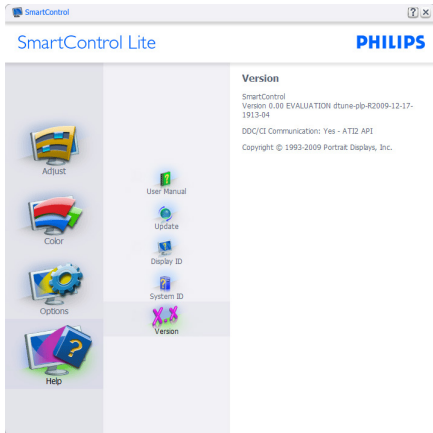 SmartControl
SmartControl Lite
PHILIPS
Adjust
Color
Options
Help
User Manual
Update
Display ID
System ID
X.X
Version
Version
SmartControl
Version 0.00 EVALUATION dtune-plp-R2009-12-17-
1913-04
DDC/CI Communication: Yes - ATI2 API
Copyright © 1993-2009 Portrait Displays, Inc.